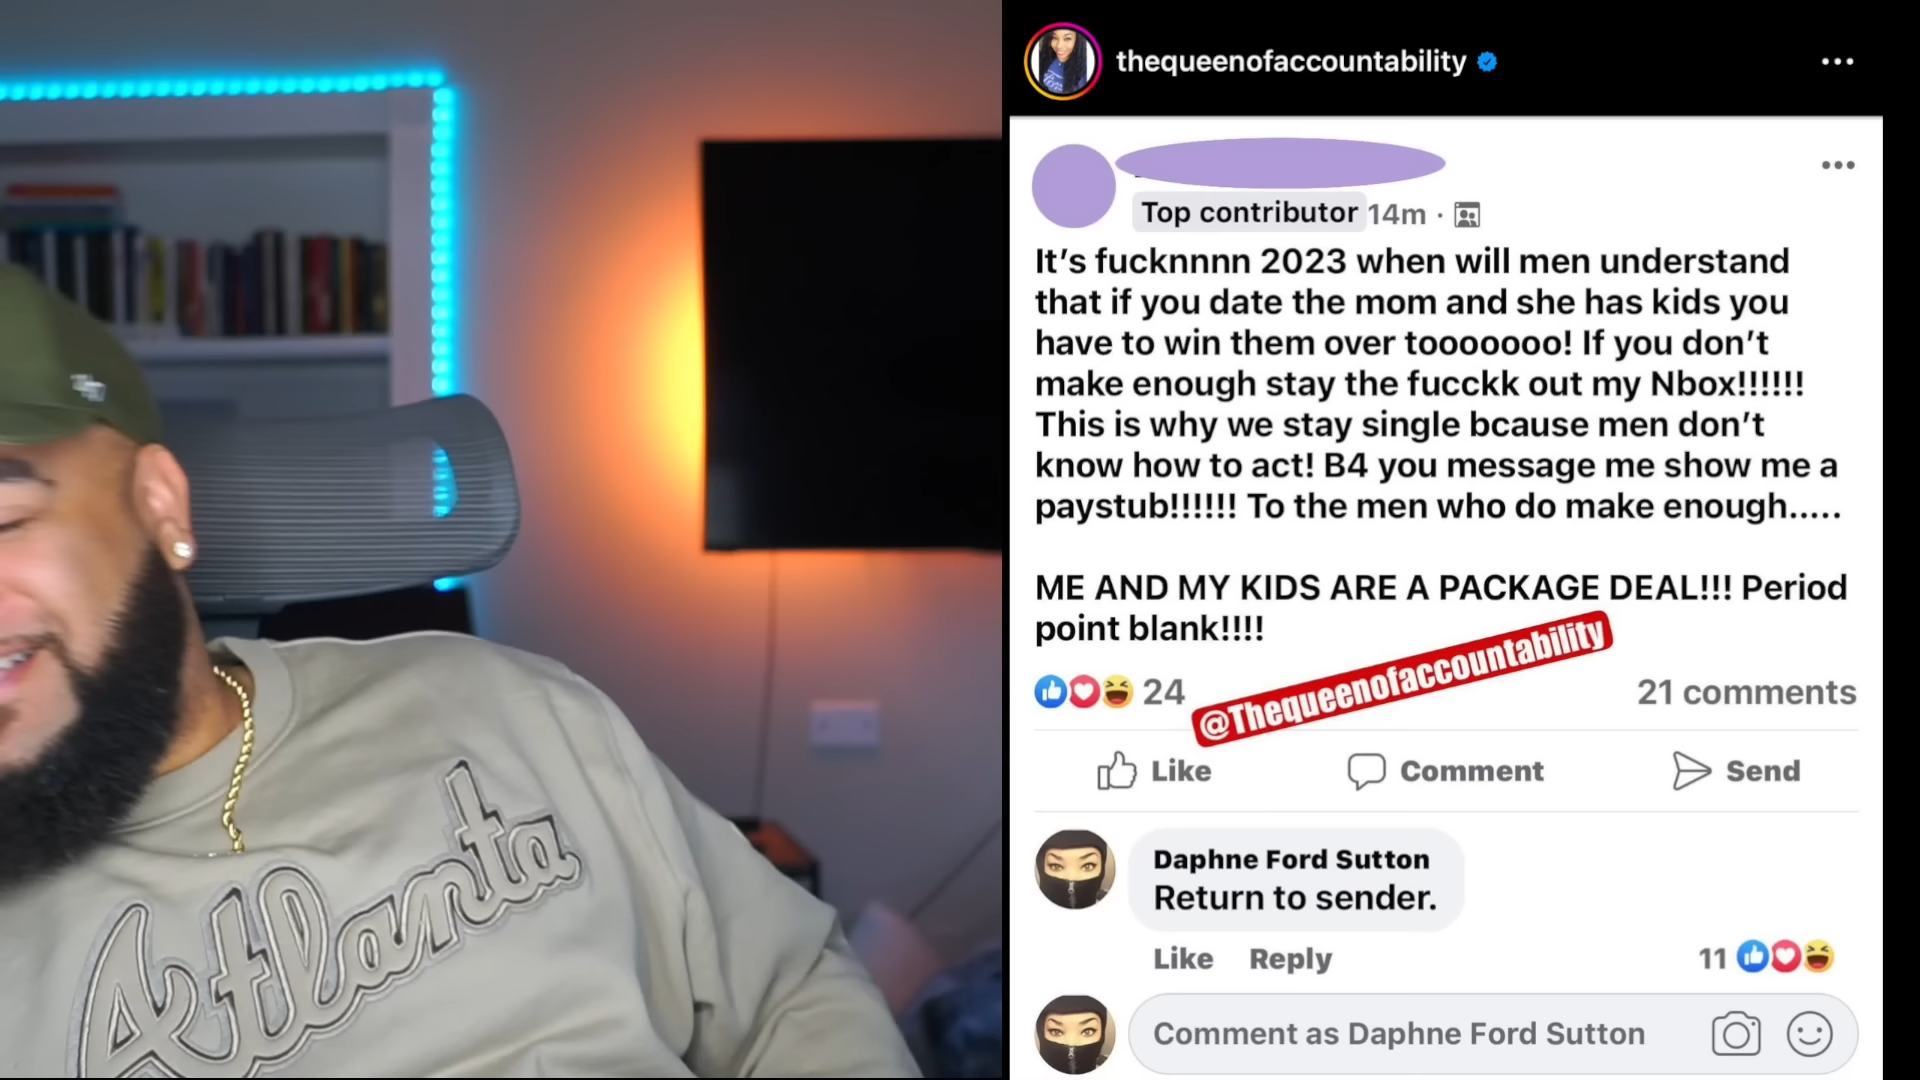 thequeenofaccountability
Top contributor 14m
It's fucknnnn 2023 when will men understand
that if you date the mom and she has kids you
have to win them over tooooooo! If you don't
make enough stay the fucckk out my Nbox!!!!!!
This is why we stay single bcause men don't
know how to act! B4 you message me show me a
paystub!!!!!! To the men who do make enough.....
ME AND MY KIDS ARE A PACKAGE DEAL!!! Period
point blank!!!!
@Thequeenofaccountability
24
21 comments
Like Comment Send
Daphne Ford Sutton
Return to sender.
Like Reply 11
Comment as Daphne Ford Sutton
Atlanta